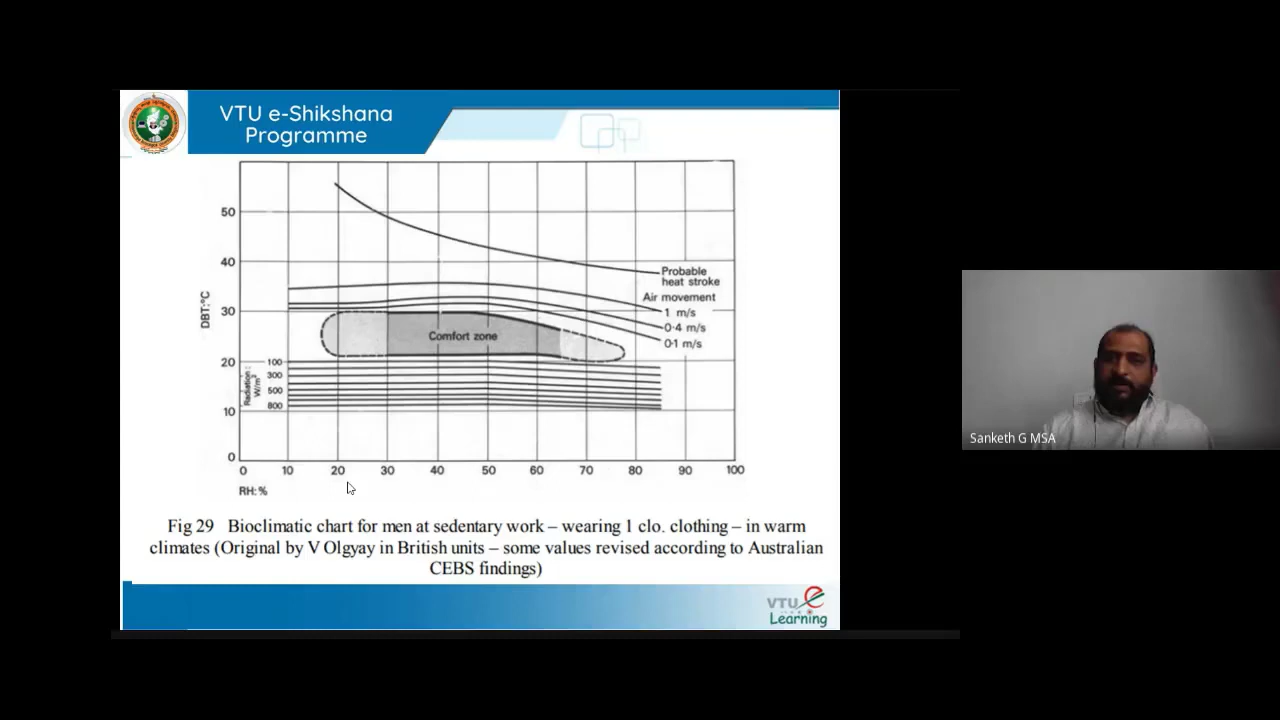 VTU e-Shikshana
Programme
50
40
30
20
10
0
DBT:°C
Probable
heat stroke
Air movement
1 m/s
0·4 m/s
0·1 m/s
Comfort zone
Radiation:
W/m²
100
300
500
800
0 10 20 30 40 50 60 70 80 90 100
RH:%
Fig 29 Bioclimatic chart for men at sedentary work – wearing 1 clo. clothing – in warm
climates (Original by V Olgyay in British units – some values revised according to Australian
CEBS findings)
VTU e
Learning
Sanketh G MSA